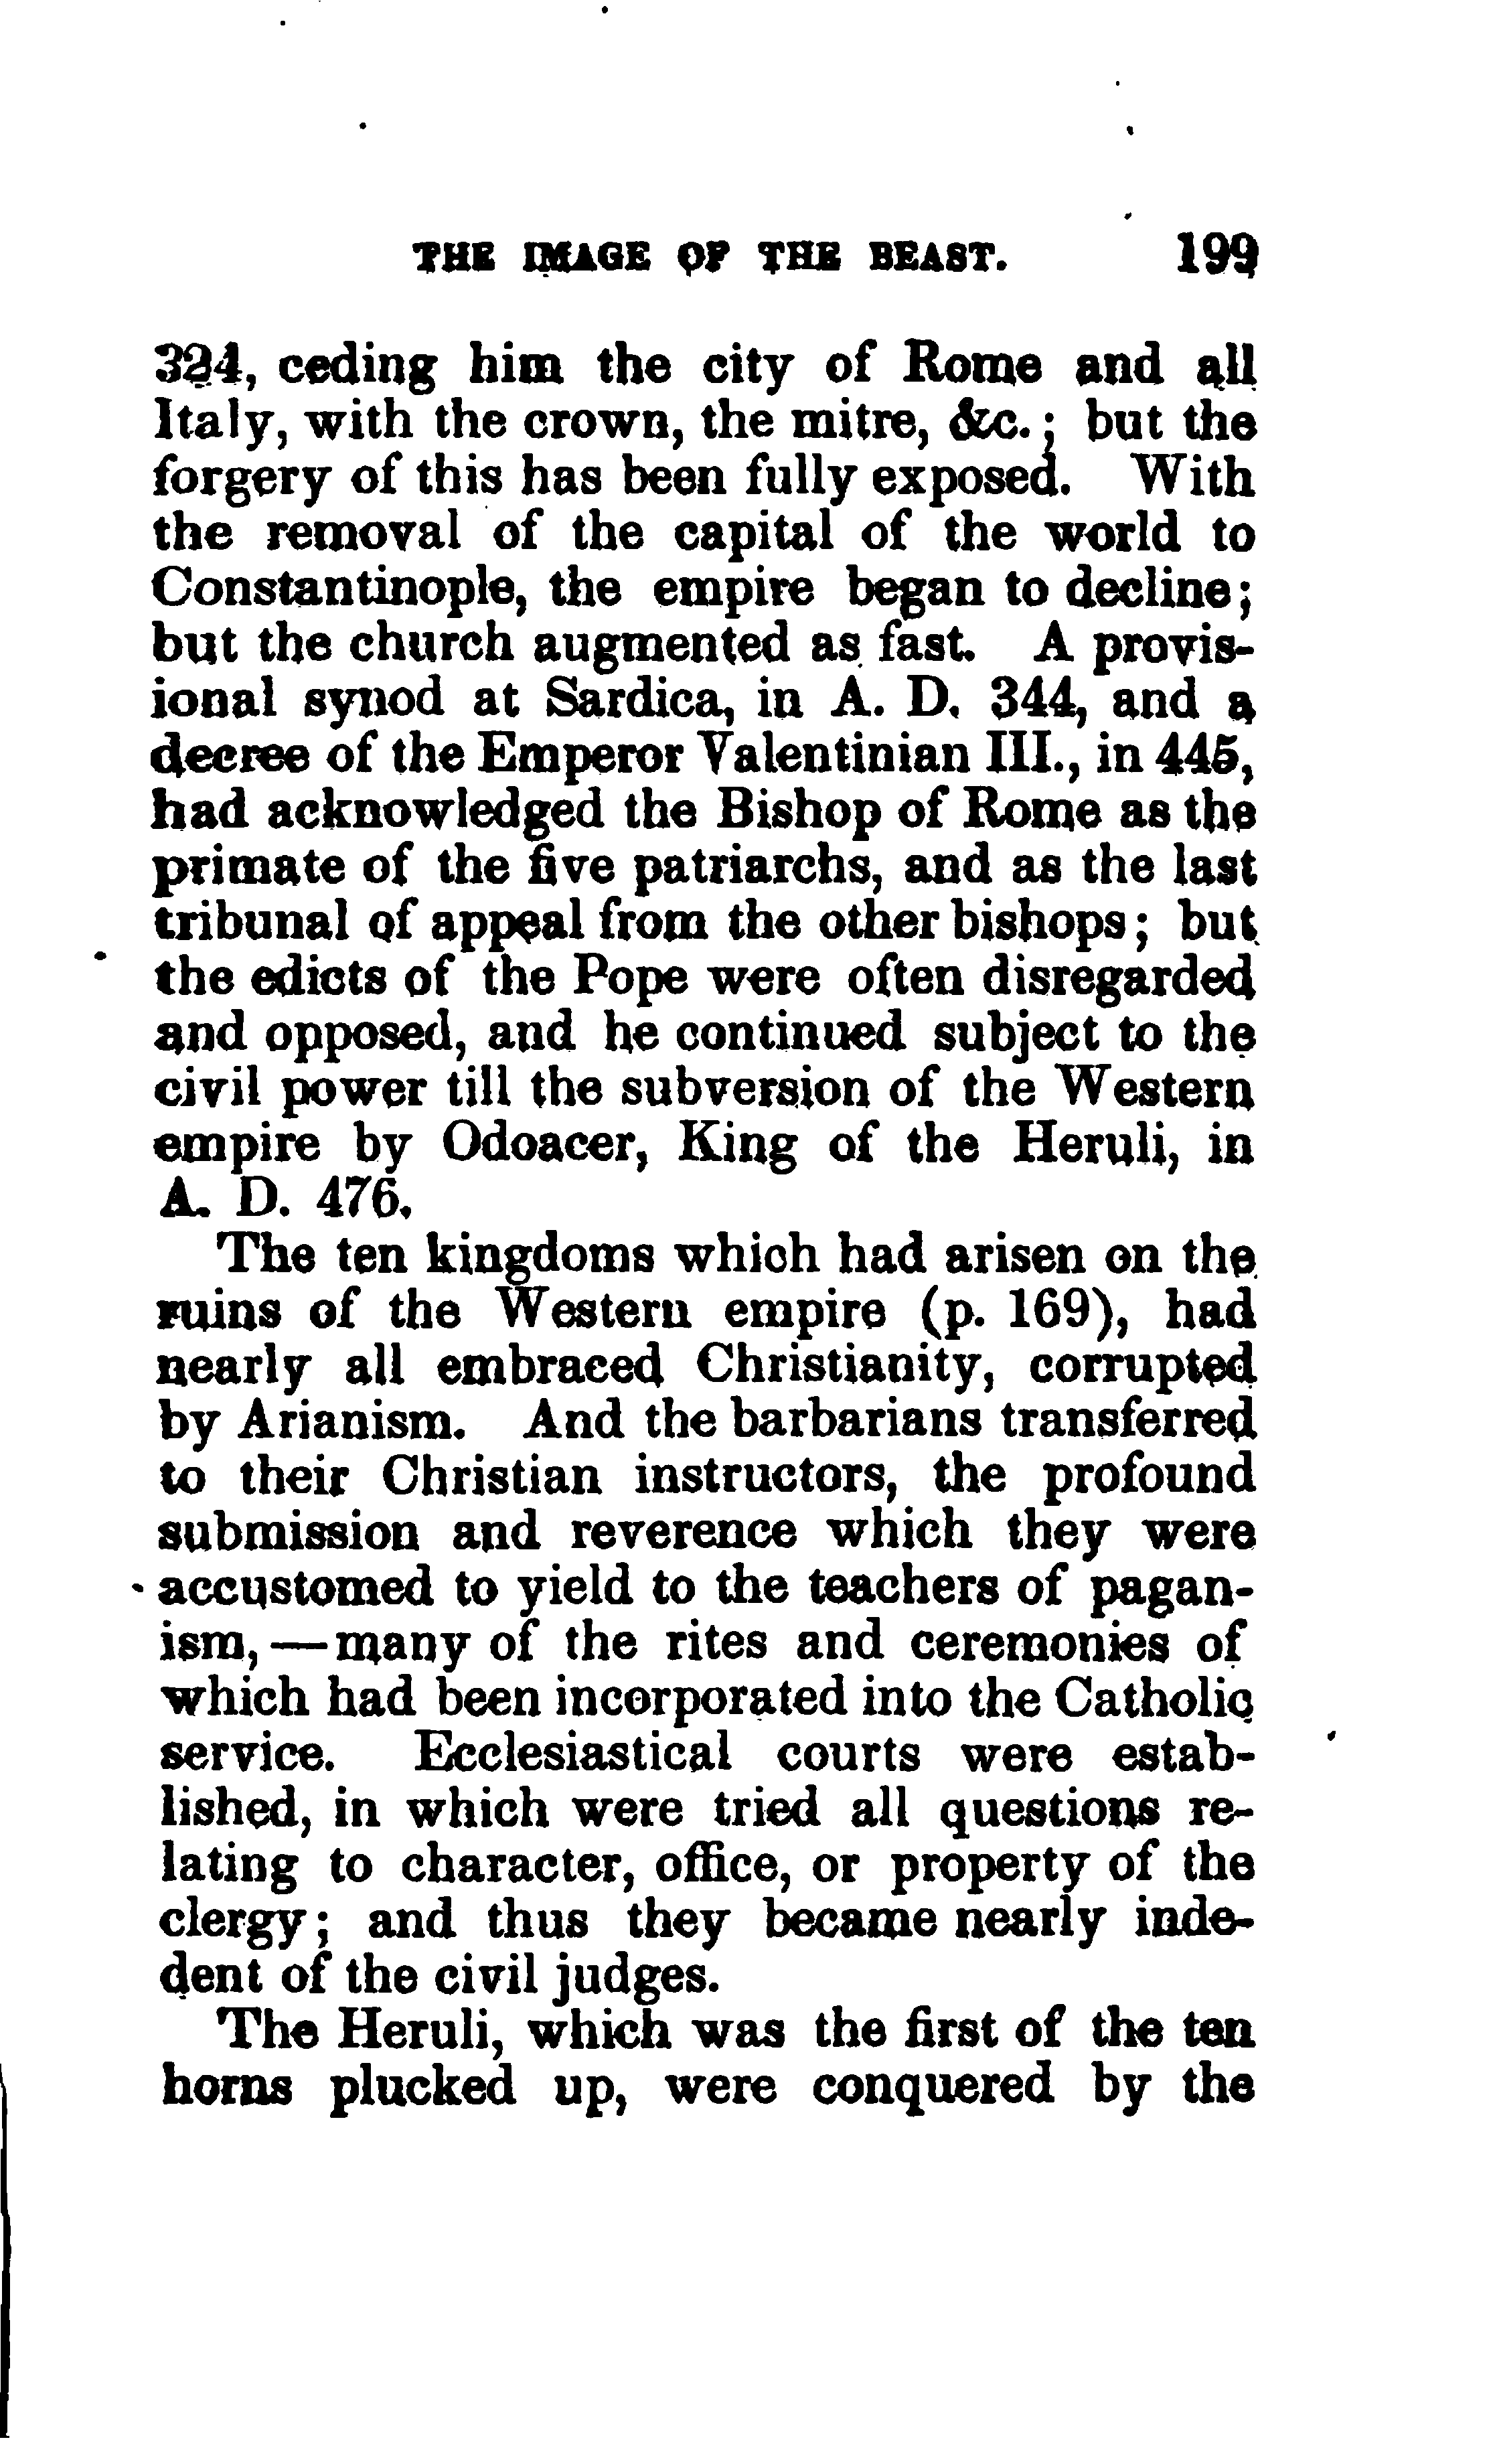 THE IMAGE OF THE BEAST. 199
324, ceding him the city of Rome and all
Italy, with the crown, the mitre, &c.; but the
forgery of this has been fully exposed. With
the removal of the capital of the world to
Constantinople, the empire began to decline;
but the church augmented as fast. A provis-
ional synod at Sardica, in A. D. 344, and a
decree of the Emperor Valentinian III., in 445,
had acknowledged the Bishop of Rome as the
primate of the five patriarchs, and as the last
tribunal of appeal from the other bishops; but
the edicts of the Pope were often disregarded
and opposed, and he continued subject to the
civil power till the subversion of the Western
empire by Odoacer, King of the Heruli, in
A. D. 476.
The ten kingdoms which had arisen on the
ruins of the Western empire (p. 169), had
nearly all embraced Christianity, corrupted
by Arianism. And the barbarians transferred
to their Christian instructors, the profound
submission and reverence which they were
accustomed to yield to the teachers of pagan-
ism,—many of the rites and ceremonies of
which had been incorporated into the Catholic
service. Ecclesiastical courts were estab-
lished, in which were tried all questions re-
lating to character, office, or property of the
clergy; and thus they became nearly inde-
dent of the civil judges.
The Heruli, which was the first of the ten
horns plucked up, were conquered by the